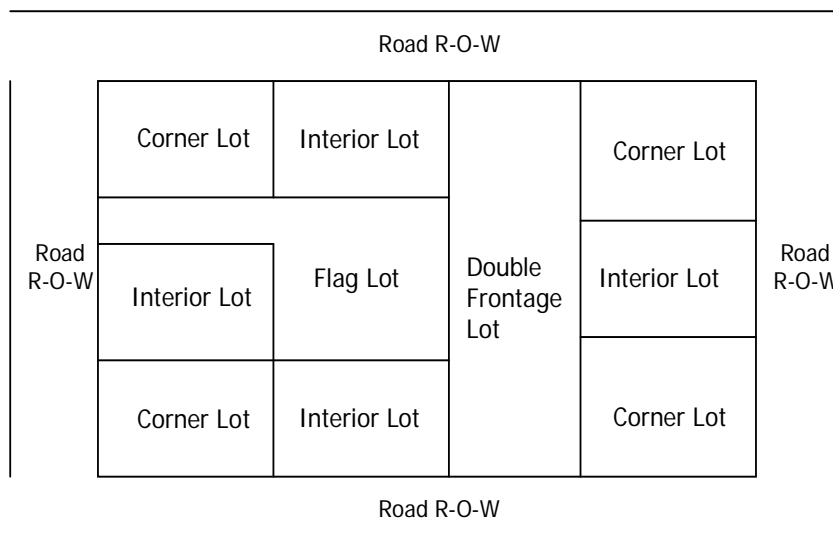 Road R-O-W
Corner Lot
Interior Lot
Corner Lot
Road
R-O-W
Interior Lot
Flag Lot
Double
Frontage
Lot
Interior Lot
Road
R-O-W
Corner Lot
Interior Lot
Corner Lot
Road R-O-W